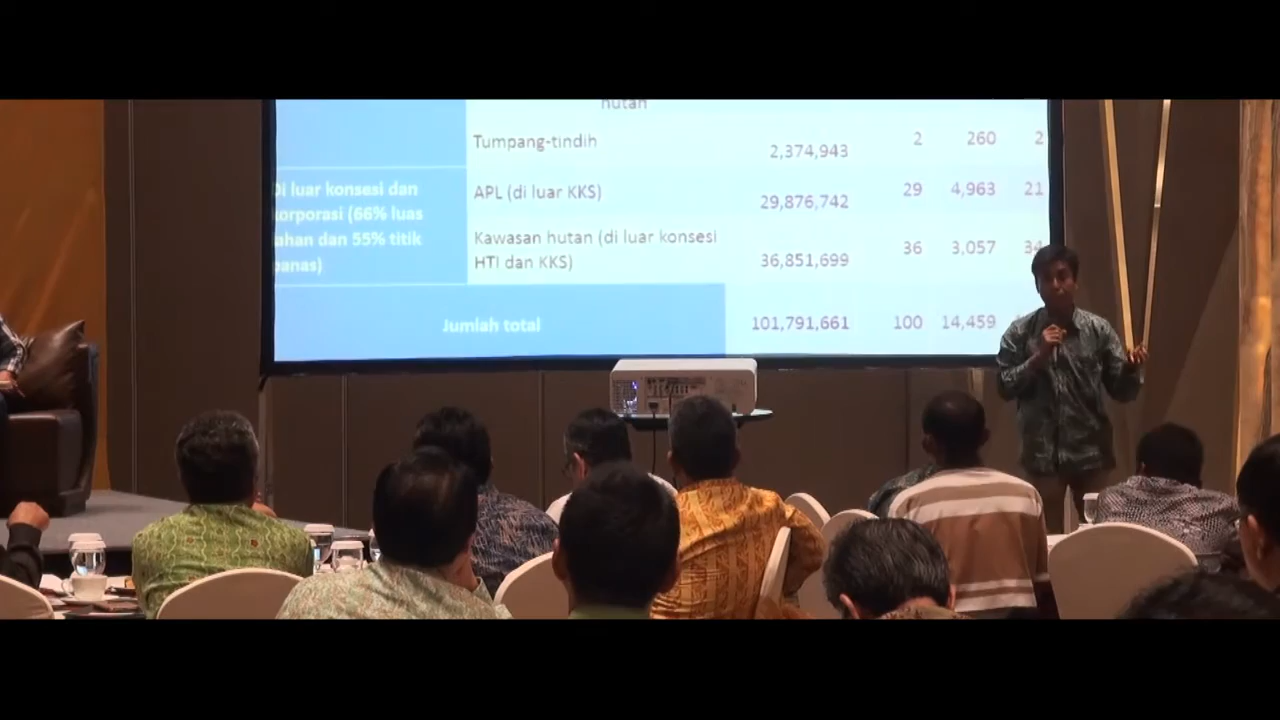 hutan
Tumpang-tindih 2,374,943 2 260 2
Di luar konsesi dan
korporasi (66% luas
lahan dan 55% titik
panas)
APL (di luar KKS) 29,876,742 29 4,963 21
Kawasan hutan (di luar konsesi
HTI dan KKS) 36,851,699 36 3,057 34
Jumlah total 101,791,661 100 14,459